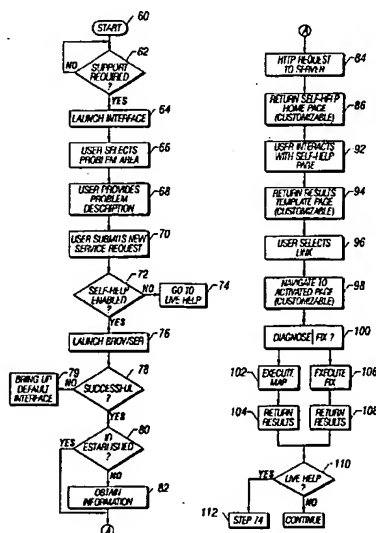 60
START
62
NO
SUPPORT
REQUIRED
?
YES
64
LAUNCH INTERFACE
66
USER SELECTS
PROBLEM AREA
68
USER PROVIDES
PROBLEM
DESCRIPTION
70
USER SUBMITS NEW
SERVICE REQUEST
72
SELF-HELP
ENABLED
?
NO
GO TO
LIVE HELP
74
YES
76
LAUNCH BROWSER
78
79
BRING UP
DEFAULT
INTERFACE
NO
SUCCESSFUL
?
YES
80
YES
ID
ESTABLISHED
?
NO
82
OBTAIN
INFORMATION
A
A
HTTP REQUEST
TO SERVER
84
RETURN SELF-HELP
HOME PAGE
(CUSTOMIZABLE)
86
USER INTERACTS
WITH SELF-HELP
PAGE
92
RETURN RESULTS
TEMPLATE PAGE
(CUSTOMIZABLE)
94
USER SELECTS
LINK
96
NAVIGATE TO
ACTIVATED PAGE
(CUSTOMIZABLE)
98
DIAGNOSE FIX ?
100
102
EXECUTE
MAP
EXECUTE
FIX
106
104
RETURN
RESULTS
RETURN
RESULTS
108
110
YES
LIVE HELP
?
NO
112
STEP 74
CONTINUE